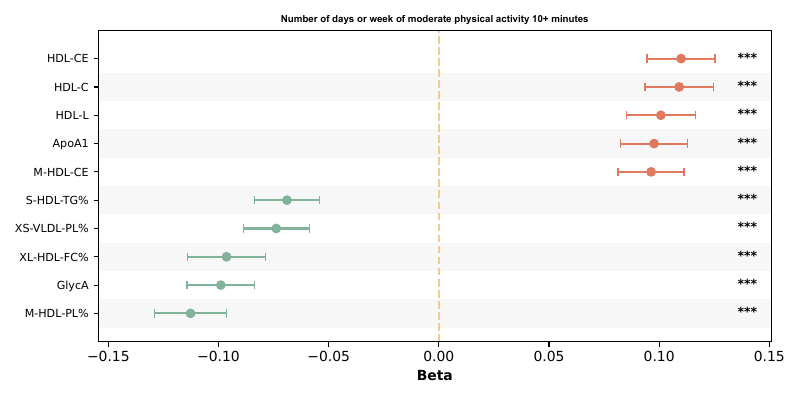 Number of days or week of moderate physical activity 10+ minutes
HDL-CE ***
HDL-C ***
HDL-L ***
ApoA1 ***
M-HDL-CE ***
S-HDL-TG% ***
XS-VLDL-PL% ***
XL-HDL-FC% ***
GlycA ***
M-HDL-PL% ***
−0.15 −0.10 −0.05 0.00 0.05 0.10 0.15
Beta